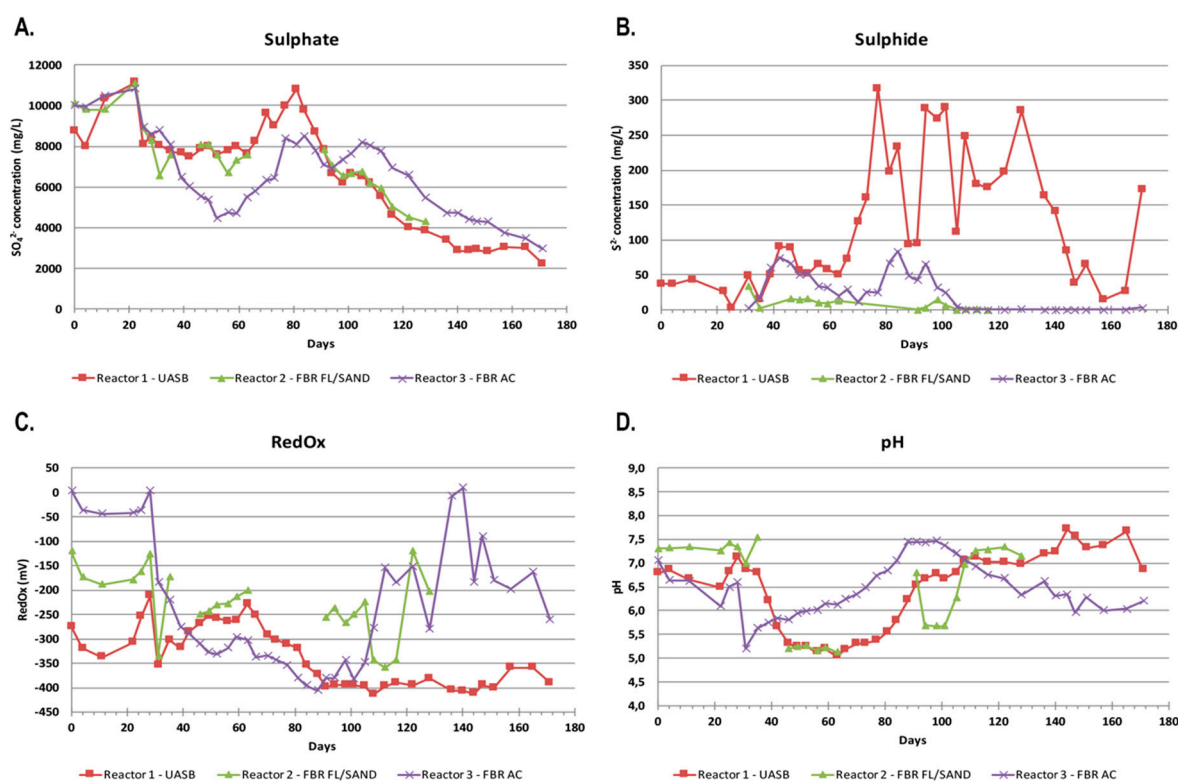 A.
Sulphate
12000
10000
8000
6000
4000
2000
0
SO₄²⁻ concentration (mg/L)
0 20 40 60 80 100 120 140 160 180
Days
Reactor 1 - UASB Reactor 2 - FBR FL/SAND Reactor 3 - FBR AC
B.
Sulphide
350
300
250
200
150
100
50
0
S²⁻ concentration (mg/L)
0 20 40 60 80 100 120 140 160 180
Days
Reactor 1 - UASB Reactor 2 - FBR FL/SAND Reactor 3 - FBR AC
C.
RedOx
50
0
-50
-100
-150
-200
-250
-300
-350
-400
-450
RedOx (mV)
0 20 40 60 80 100 120 140 160 180
Days
Reactor 1 - UASB Reactor 2 - FBR FL/SAND Reactor 3 - FBR AC
D.
pH
9,0
8,5
8,0
7,5
7,0
6,5
6,0
5,5
5,0
4,5
4,0
pH
0 20 40 60 80 100 120 140 160 180
Days
Reactor 1 - UASB Reactor 2 - FBR FL/SAND Reactor 3 - FBR AC